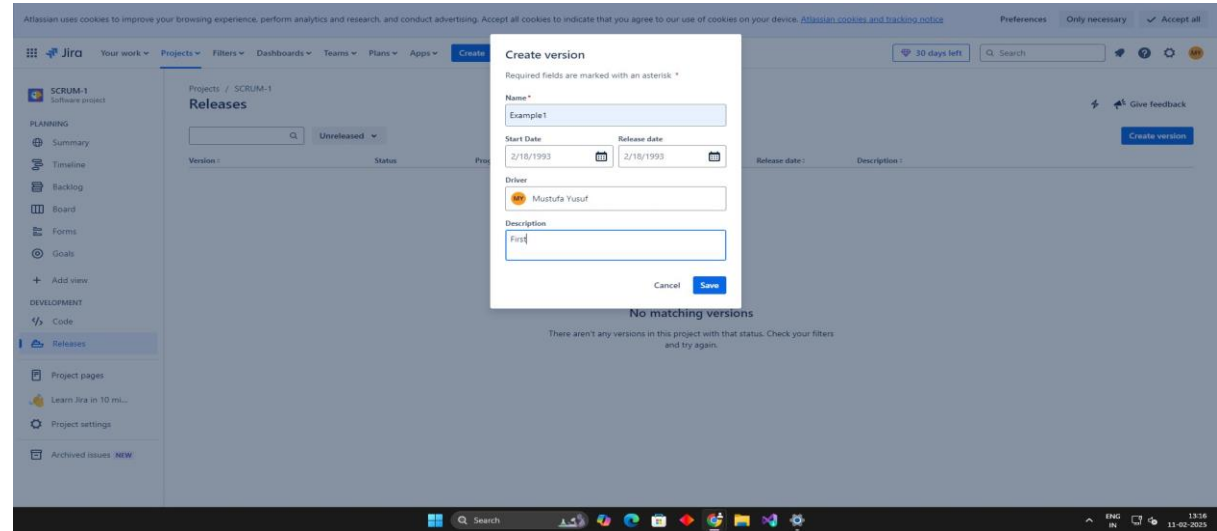 Atlassian uses cookies to improve your browsing experience, perform analytics and research, and conduct advertising. Accept all cookies to indicate that you agree to our use of cookies on your device. Atlassian cookies and tracking notice
Preferences
Only necessary
Accept all
Jira
Your work
Projects
Filters
Dashboards
Teams
Plans
Apps
Create
30 days left
Search
MY
SCRUM-1
Software project
PLANNING
Summary
Timeline
Backlog
Board
Forms
Goals
Add view
DEVELOPMENT
Code
Releases
Project pages
Learn Jira in 10 mi...
Project settings
Archived issues NEW
Projects / SCRUM-1
Releases
Give feedback
Unreleased
Create version
Version
Status
Prog
Release date
Description
Create version
Required fields are marked with an asterisk *
Name *
Example1
Start Date
Release date
2/18/1993
2/18/1993
Driver
MY Mustufa Yusuf
Description
First
Cancel
Save
No matching versions
There aren't any versions in this project with that status. Check your filters
and try again.
Search
ENG
IN
13:16
11-02-2025